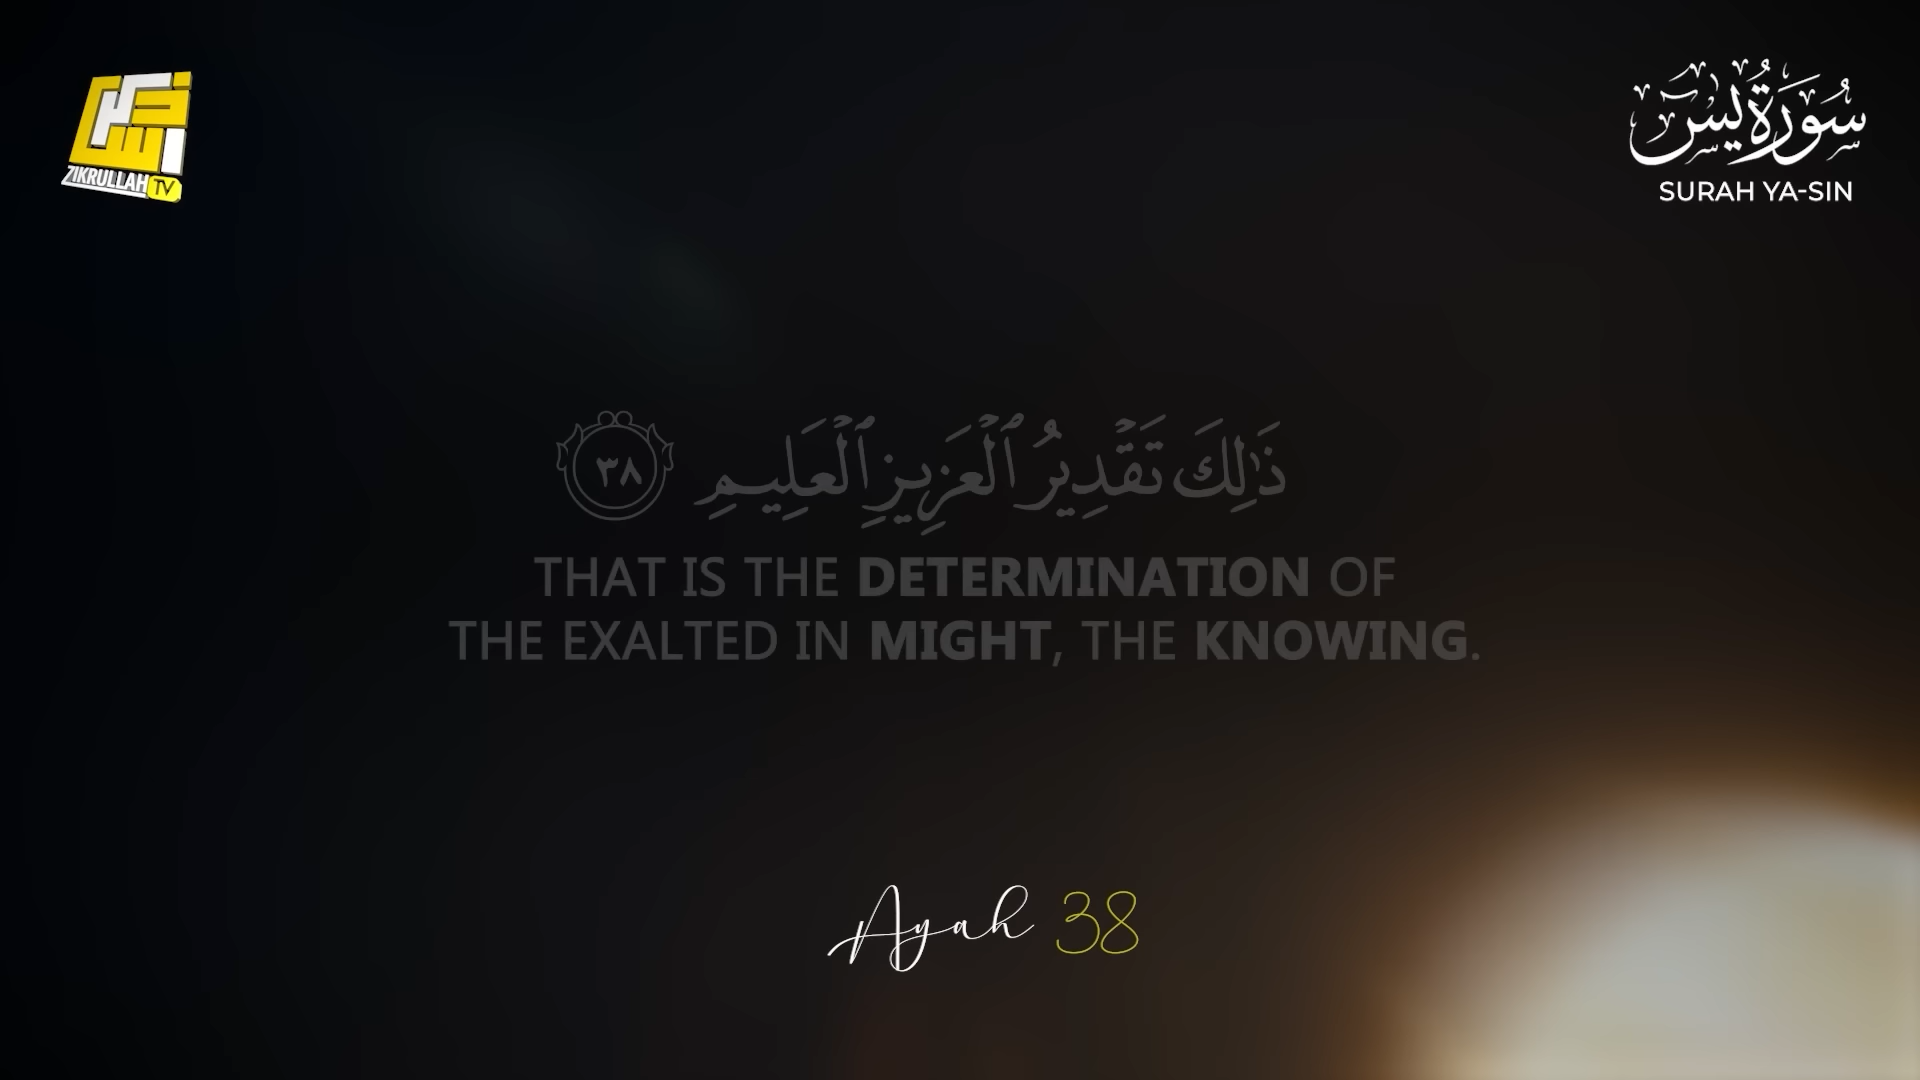 ZIKRULLAH TV
سُورَةُ يسٓ
SURAH YA-SIN
ذَٰلِكَ تَقْدِيرُ ٱلْعَزِيزِ ٱلْعَلِيمِ ٣٨
THAT IS THE DETERMINATION OF
THE EXALTED IN MIGHT, THE KNOWING.
Ayah 38